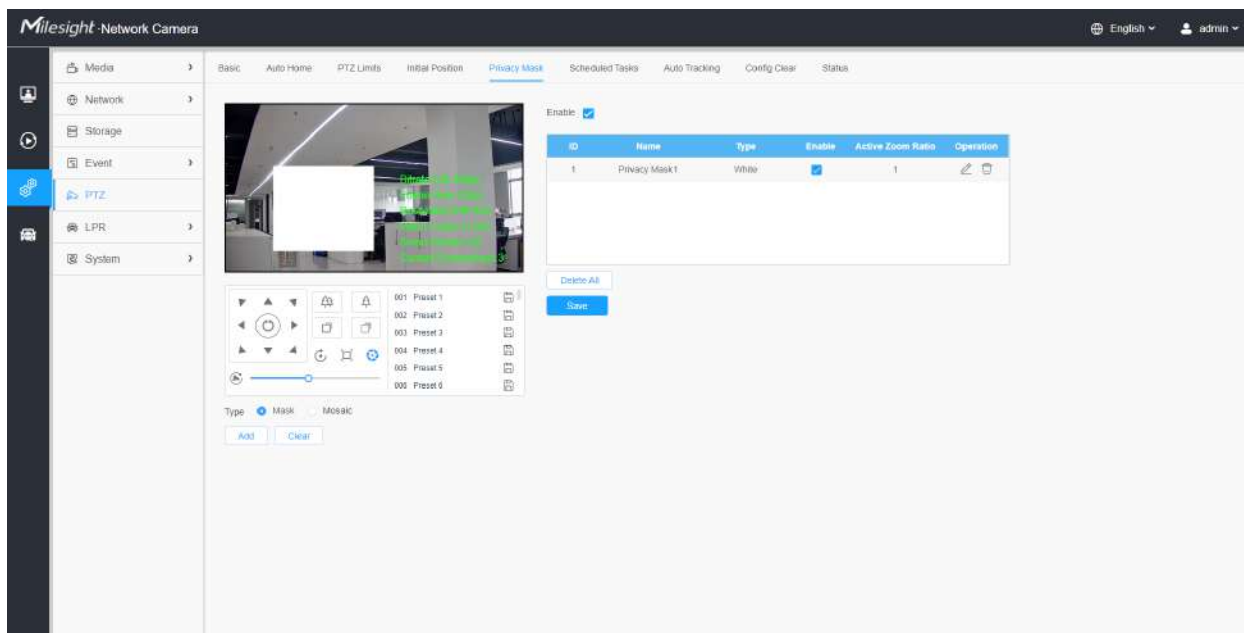 Milesight -Network Camera
English
admin
Media
Network
Storage
Event
PTZ
LPR
System
Basic Auto Home PTZ Limits Initial Position Privacy Mask Scheduled Tasks Auto Tracking Config Clear Status
Enable
ID Name Type Enable Active Zoom Ratio Operation
1 Privacy Mask1 White 1
Delete All
Save
001 Preset 1
002 Preset 2
003 Preset 3
004 Preset 4
005 Preset 5
006 Preset 6
Type Mask Mosaic
Add Clear